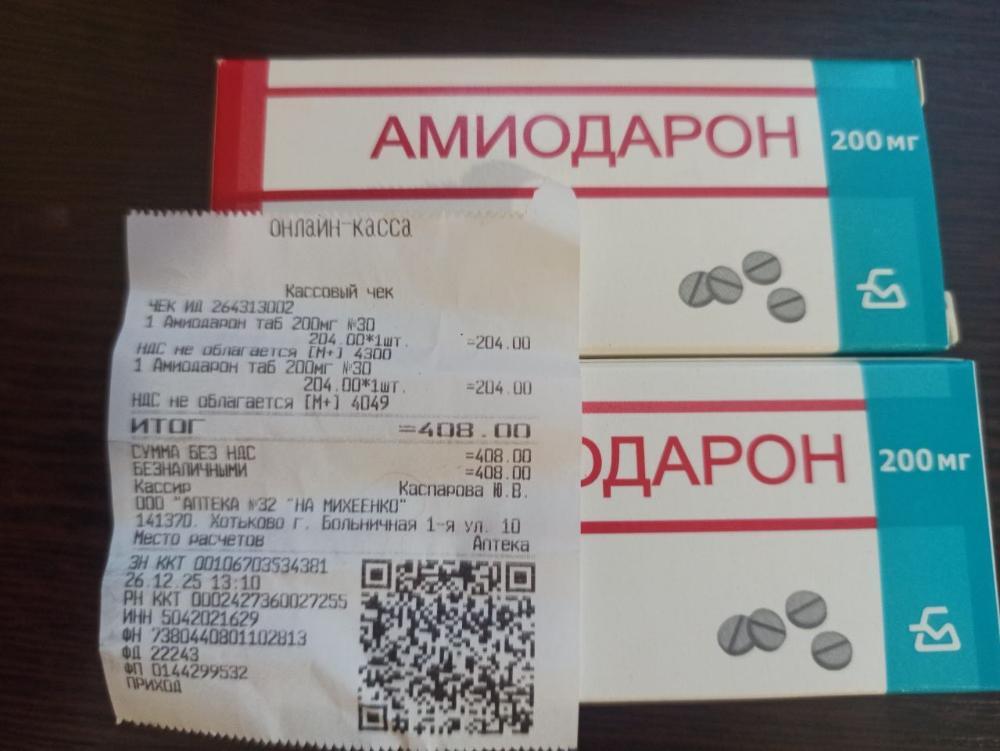 АМИОДАРОН
200 мг
ОНЛАЙН-КАССА
Кассовый чек
ЧЕК ИД 264313002
1 Амиодарон таб 200мг №30
204.00*1шт. =204.00
НДС не облагается [М+] 4300
1 Амиодарон таб 200мг №30
204.00*1шт. =204.00
НДС не облагается [М+] 4049
ИТОГ =408.00
СУММА БЕЗ НДС =408.00
БЕЗНАЛИЧНЫМИ =408.00
Кассир Каспарова Ю.В.
ООО "АПТЕКА №32 "НА МИХЕЕНКО"
141370. Хотьково г. Больничная 1-я ул. 10
Место расчетов Аптека
ЗН ККТ 00106703534381
26.12.25 13:10
РН ККТ 0002427360027255
ИНН 5042021629
ФН 7380440801102813
ФД 22243
ФП 0144299532
ПРИХОД
ОДАРОН
200 мг